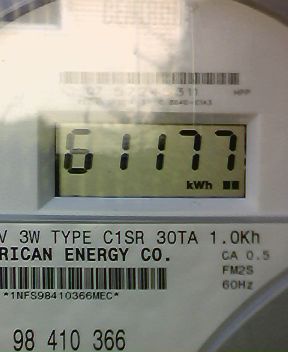 61177
kWh
V 3W TYPE C1SR 30TA 1.0Kh
RICAN ENERGY CO.
CA 0.5
FM2S
60Hz
*1NFS98410366MEC*
98 410 366